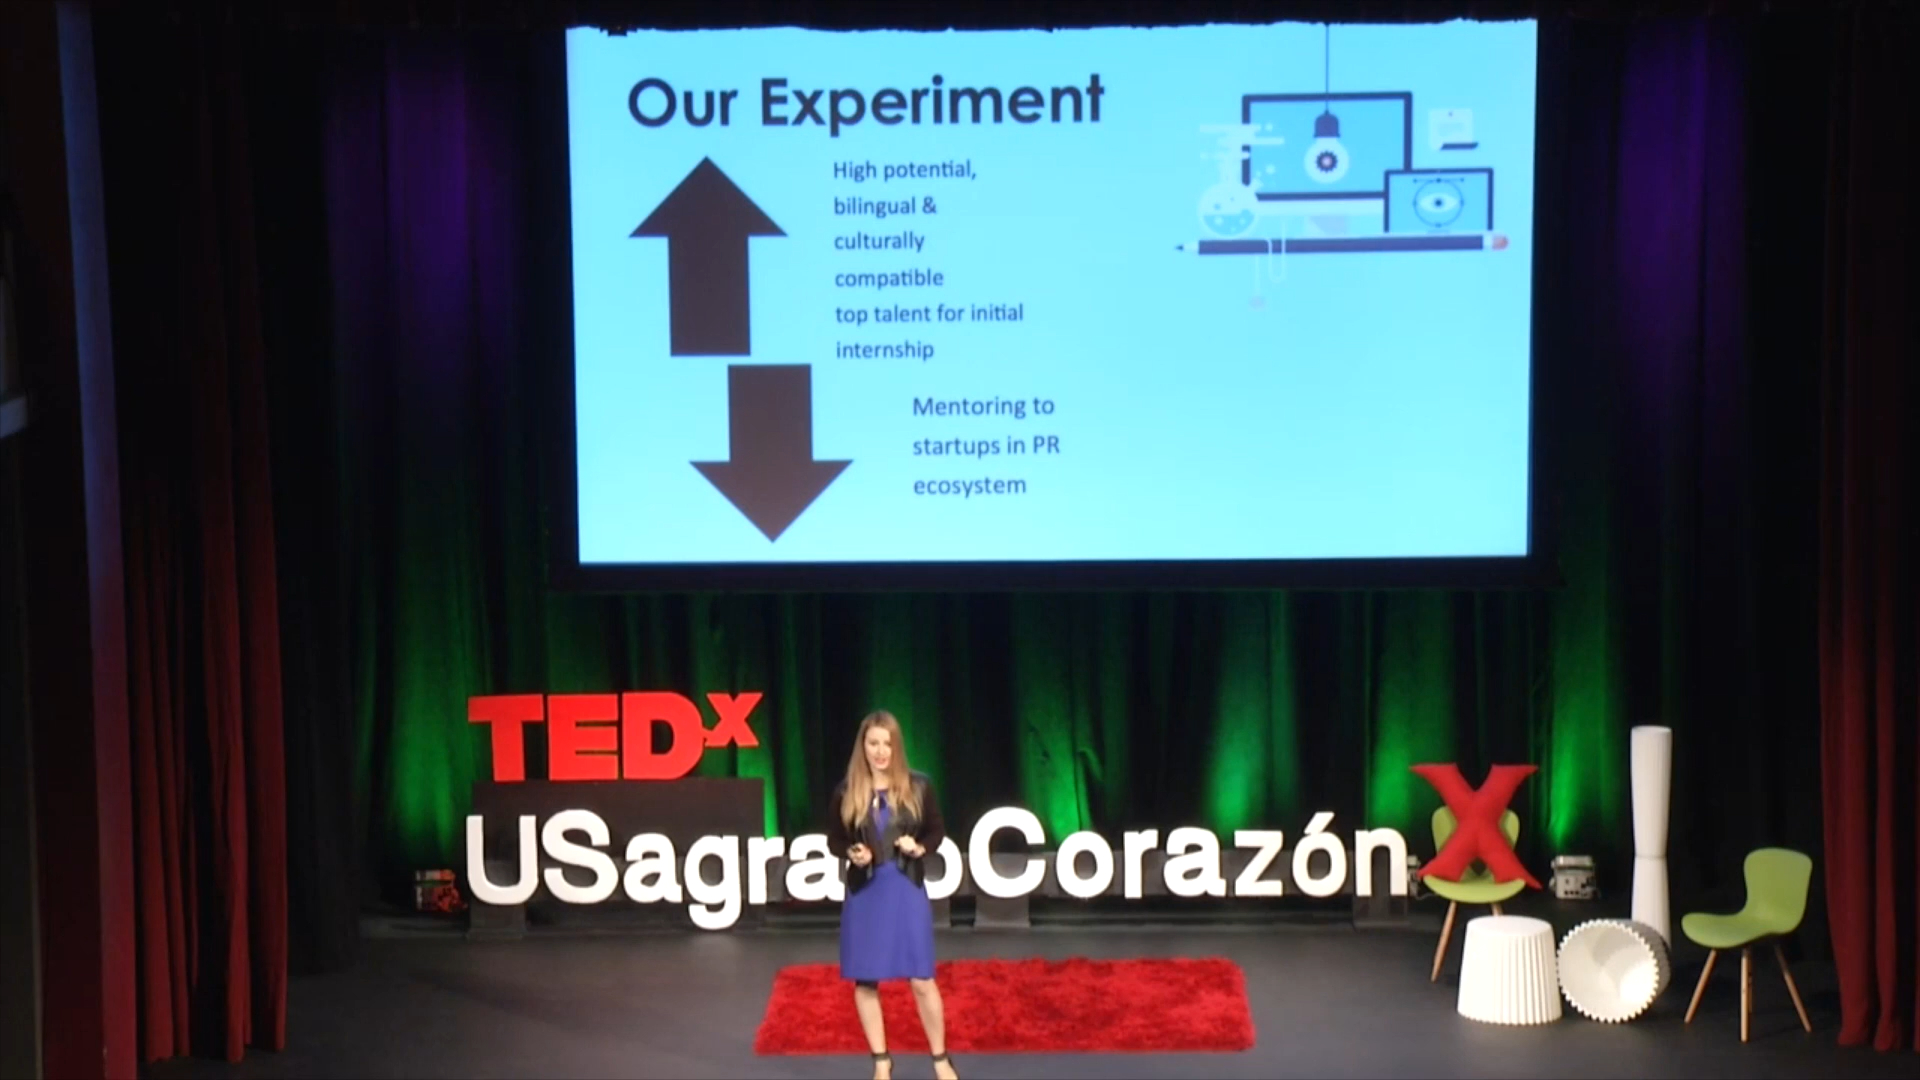 Our Experiment
High potential,
bilingual &
culturally
compatible
top talent for initial
internship
Mentoring to
startups in PR
ecosystem
TEDx
USagra oCorazón
X